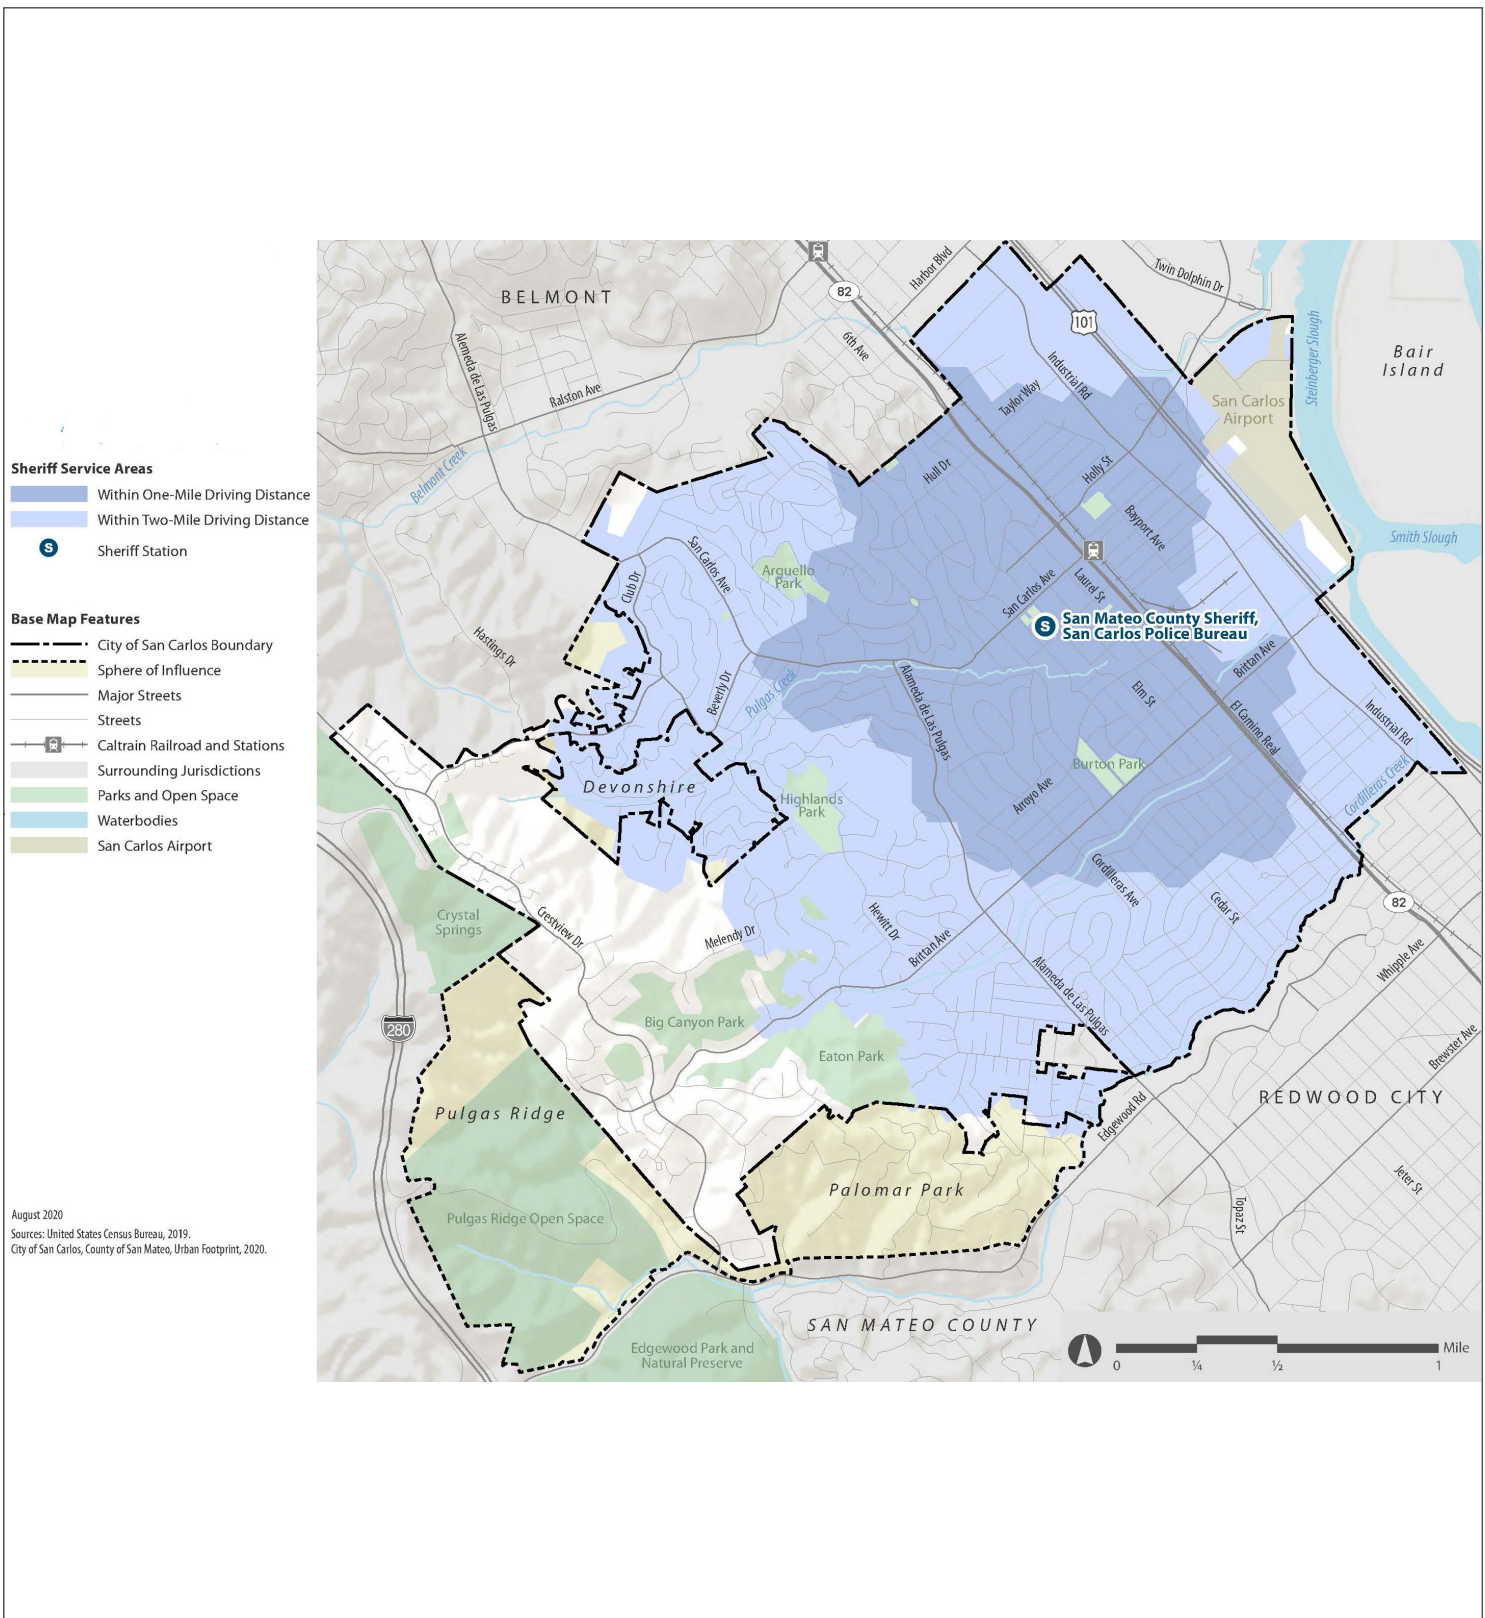 Sheriff Service Areas
Within One-Mile Driving Distance
Within Two-Mile Driving Distance
S
Sheriff Station
Base Map Features
City of San Carlos Boundary
Sphere of Influence
Major Streets
Streets
Caltrain Railroad and Stations
Surrounding Jurisdictions
Parks and Open Space
Waterbodies
San Carlos Airport
August 2020
Sources: United States Census Bureau, 2019.
City of San Carlos, County of San Mateo, Urban Footprint, 2020.
BELMONT
Harbor Blvd
82
6th Ave
Twin Dolphin Dr
101
Steinberger Slough
Bair
Island
Alameda de Las Pulgas
Ralston Ave
Industrial Rd
Taylor Way
San Carlos
Airport
Belmont Creek
Hull Dr
Holly St
Bayport Ave
Smith Slough
San Carlos Ave
Arguello
Park
Club Dr
San Carlos Ave
Laurel St
S
San Mateo County Sheriff,
San Carlos Police Bureau
Hastings Dr
Brittan Ave
Beverly Dr
Pulgas Creek
Alameda de Las Pulgas
Elm St
El Camino Real
Industrial Rd
Devonshire
Highlands
Park
Burton Park
Arroyo Ave
Cordilleras Creek
Cordilleras Ave
Cedar St
82
Crystal
Springs
Crestview Dr
Melendy Dr
Hewitt Dr
Brittan Ave
Whipple Ave
Alameda de Las Pulgas
280
Big Canyon Park
Eaton Park
Brewster Ave
Pulgas Ridge
Edgewood Rd
REDWOOD CITY
Palomar Park
Jeter St
Pulgas Ridge Open Space
Topaz St
SAN MATEO COUNTY
Edgewood Park and
Natural Preserve
Mile
0 ¼ ½ 1